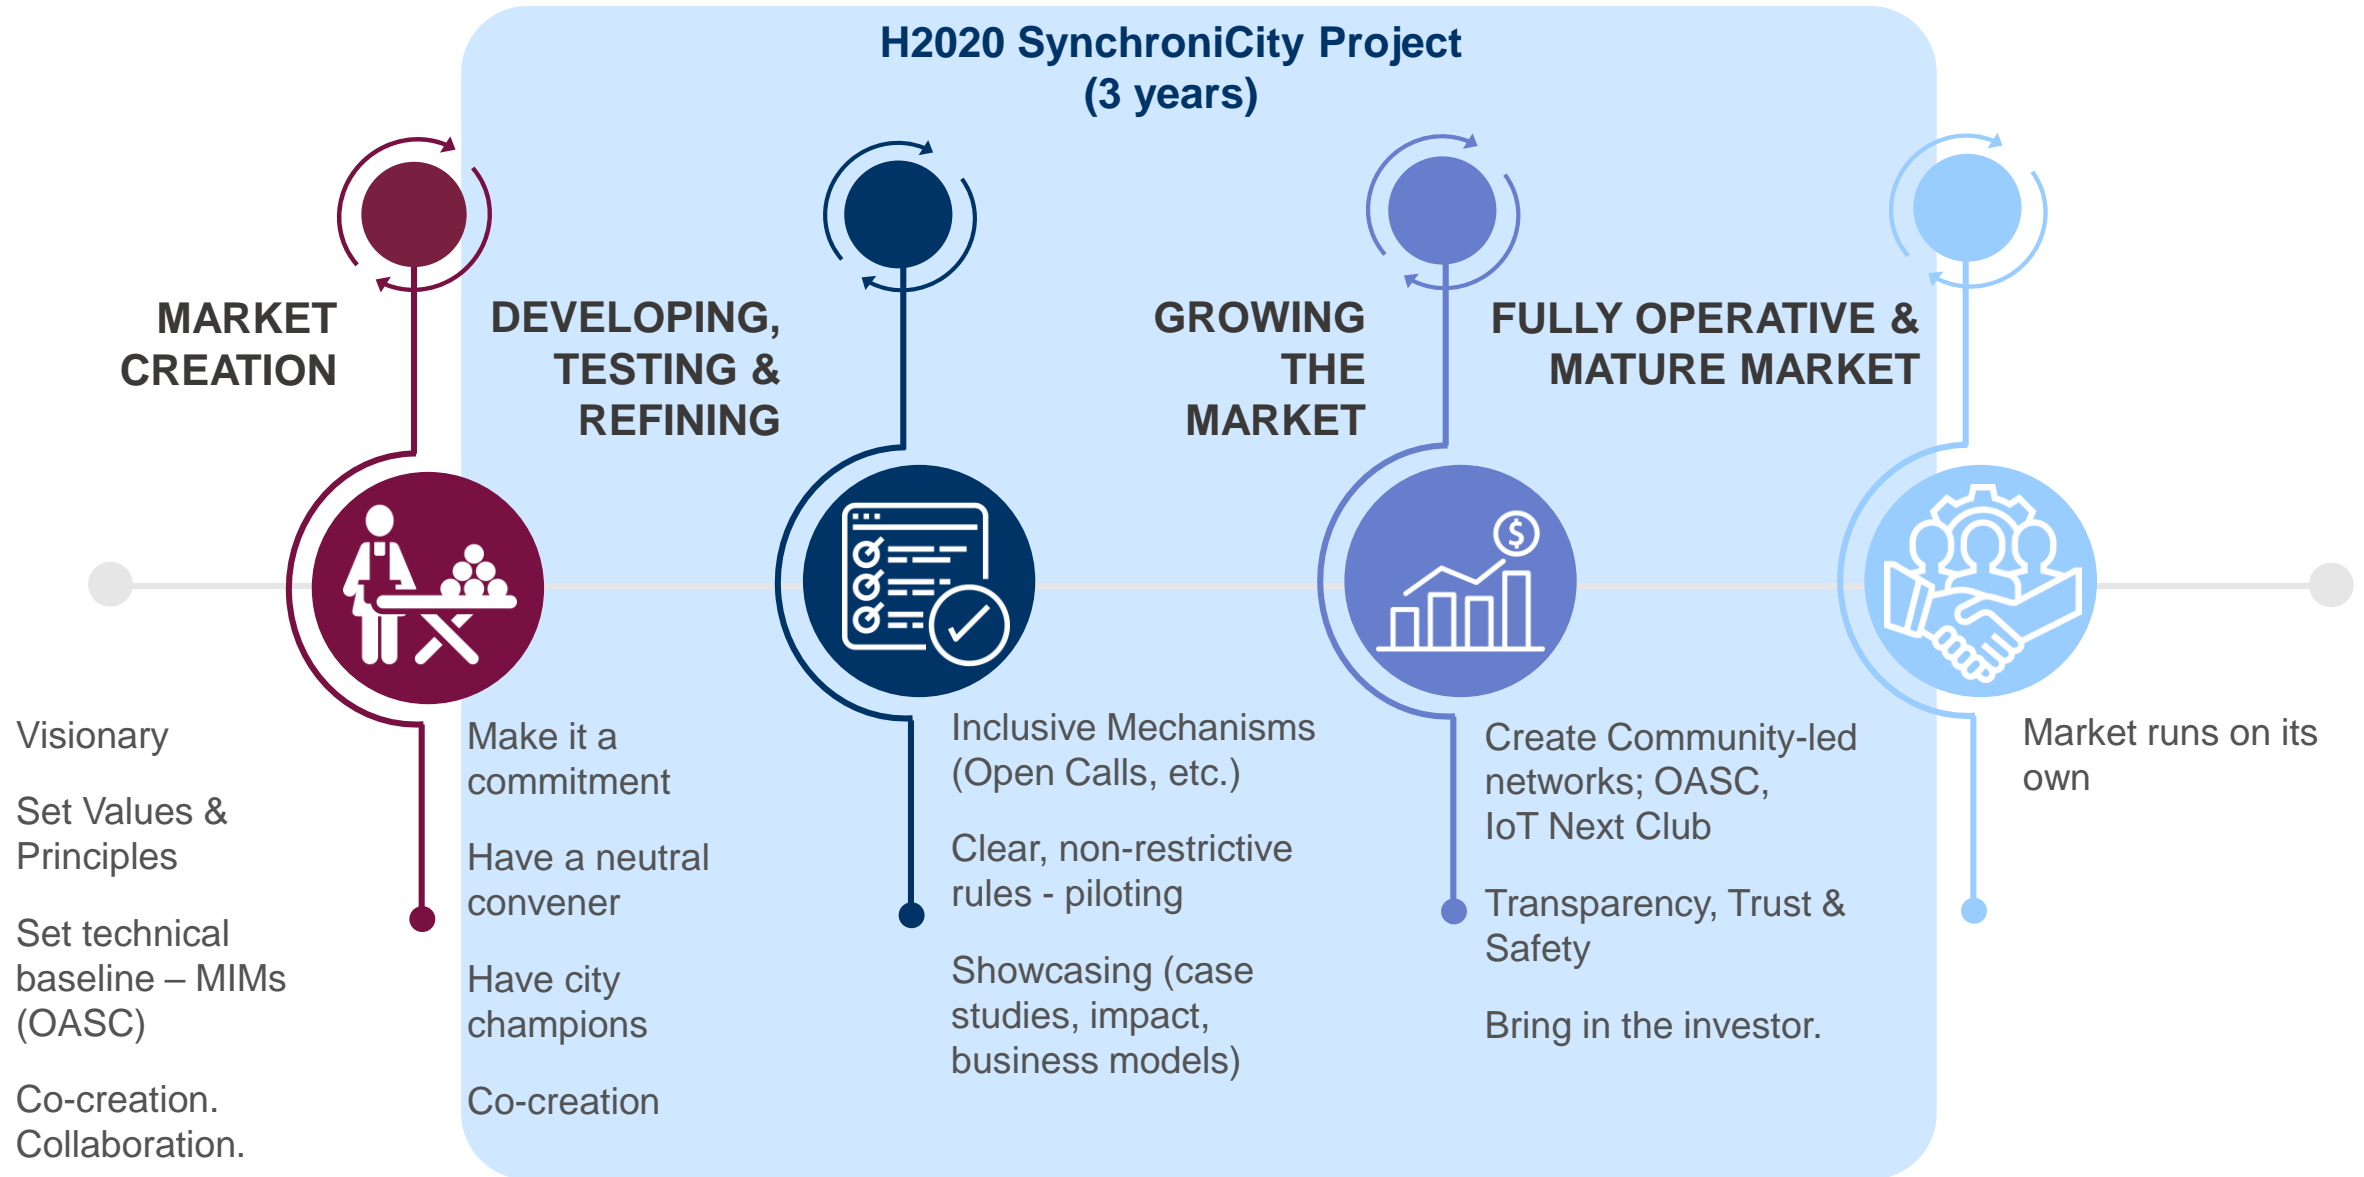 H2020 SynchroniCity Project
(3 years)
MARKET
CREATION
DEVELOPING,
TESTING &
REFINING
GROWING
THE
MARKET
FULLY OPERATIVE &
MATURE MARKET
$
Visionary
Set Values &
Principles
Set technical
baseline – MIMs
(OASC)
Co-creation.
Collaboration.
Make it a
commitment
Have a neutral
convener
Have city
champions
Co-creation
Inclusive Mechanisms
(Open Calls, etc.)
Clear, non-restrictive
rules - piloting
Showcasing (case
studies, impact,
business models)
Create Community-led
networks; OASC,
IoT Next Club
Transparency, Trust &
Safety
Bring in the investor.
Market runs on its
own